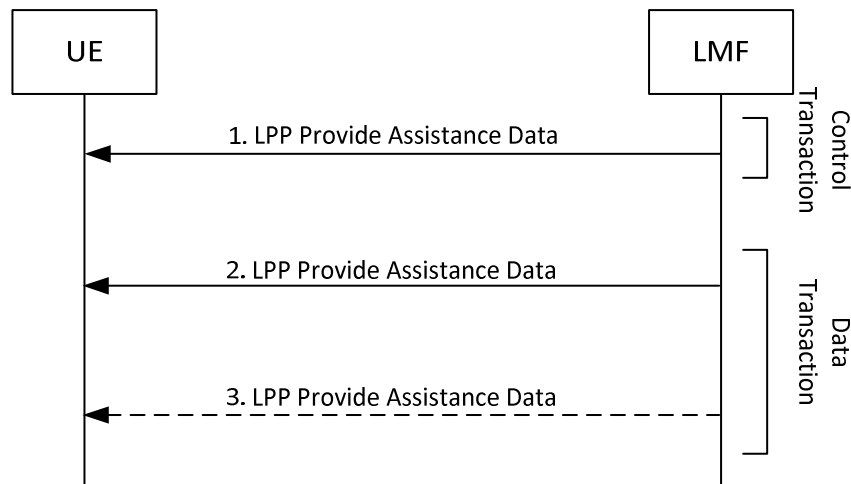 UE
LMF
1. LPP Provide Assistance Data
Control
Transaction
2. LPP Provide Assistance Data
Data
Transaction
3. LPP Provide Assistance Data